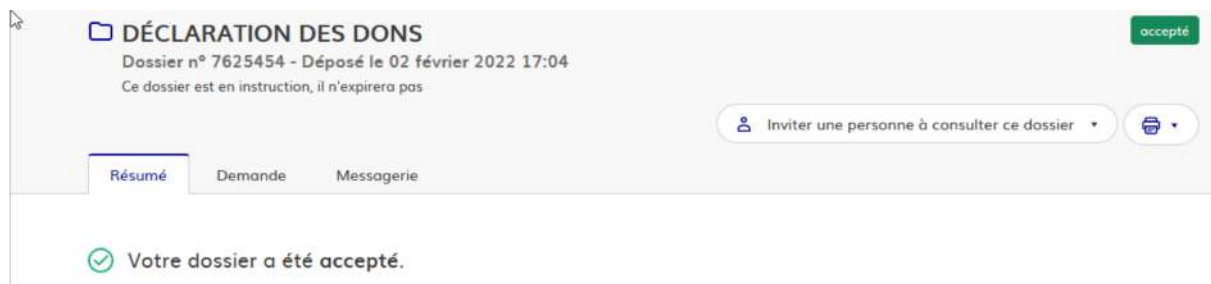 DÉCLARATION DES DONS
accepté
Dossier nº 7625454 - Déposé le 02 février 2022 17:04
Ce dossier est en instruction, il n'expirera pas
Inviter une personne à consulter ce dossier
Résumé Demande Messagerie
Votre dossier a été accepté.